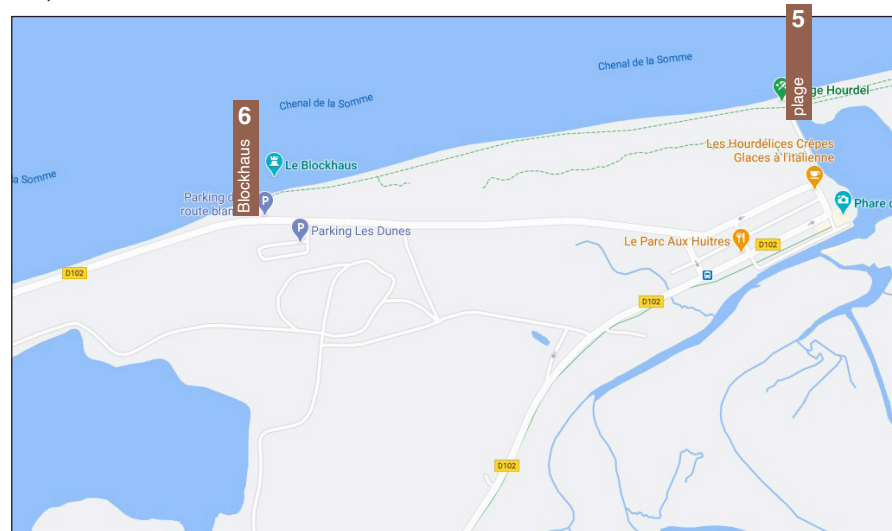 5
plage
Chenal de la Somme
ge Hourdel
6
Blockhaus
Chenal de la Somme
Les Hourdélices Crêpes
Glaces à l'italienne
Le Blockhaus
a Somme
Parking d
route blan
Phare d
Parking Les Dunes
Le Parc Aux Huitres
D102
D102
D102
D102